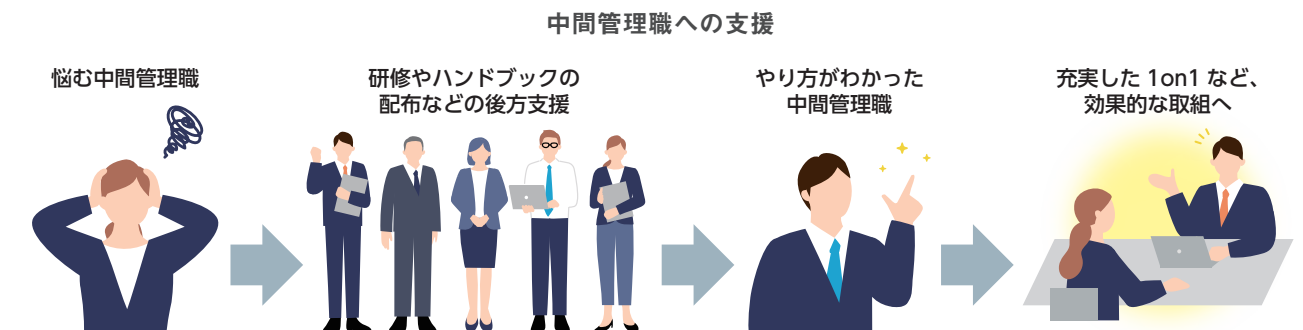 中間管理職への支援
悩む中間管理職
研修やハンドブックの
配布などの後方支援
やり方がわかった
中間管理職
充実した 1on1 など、
効果的な取組へ